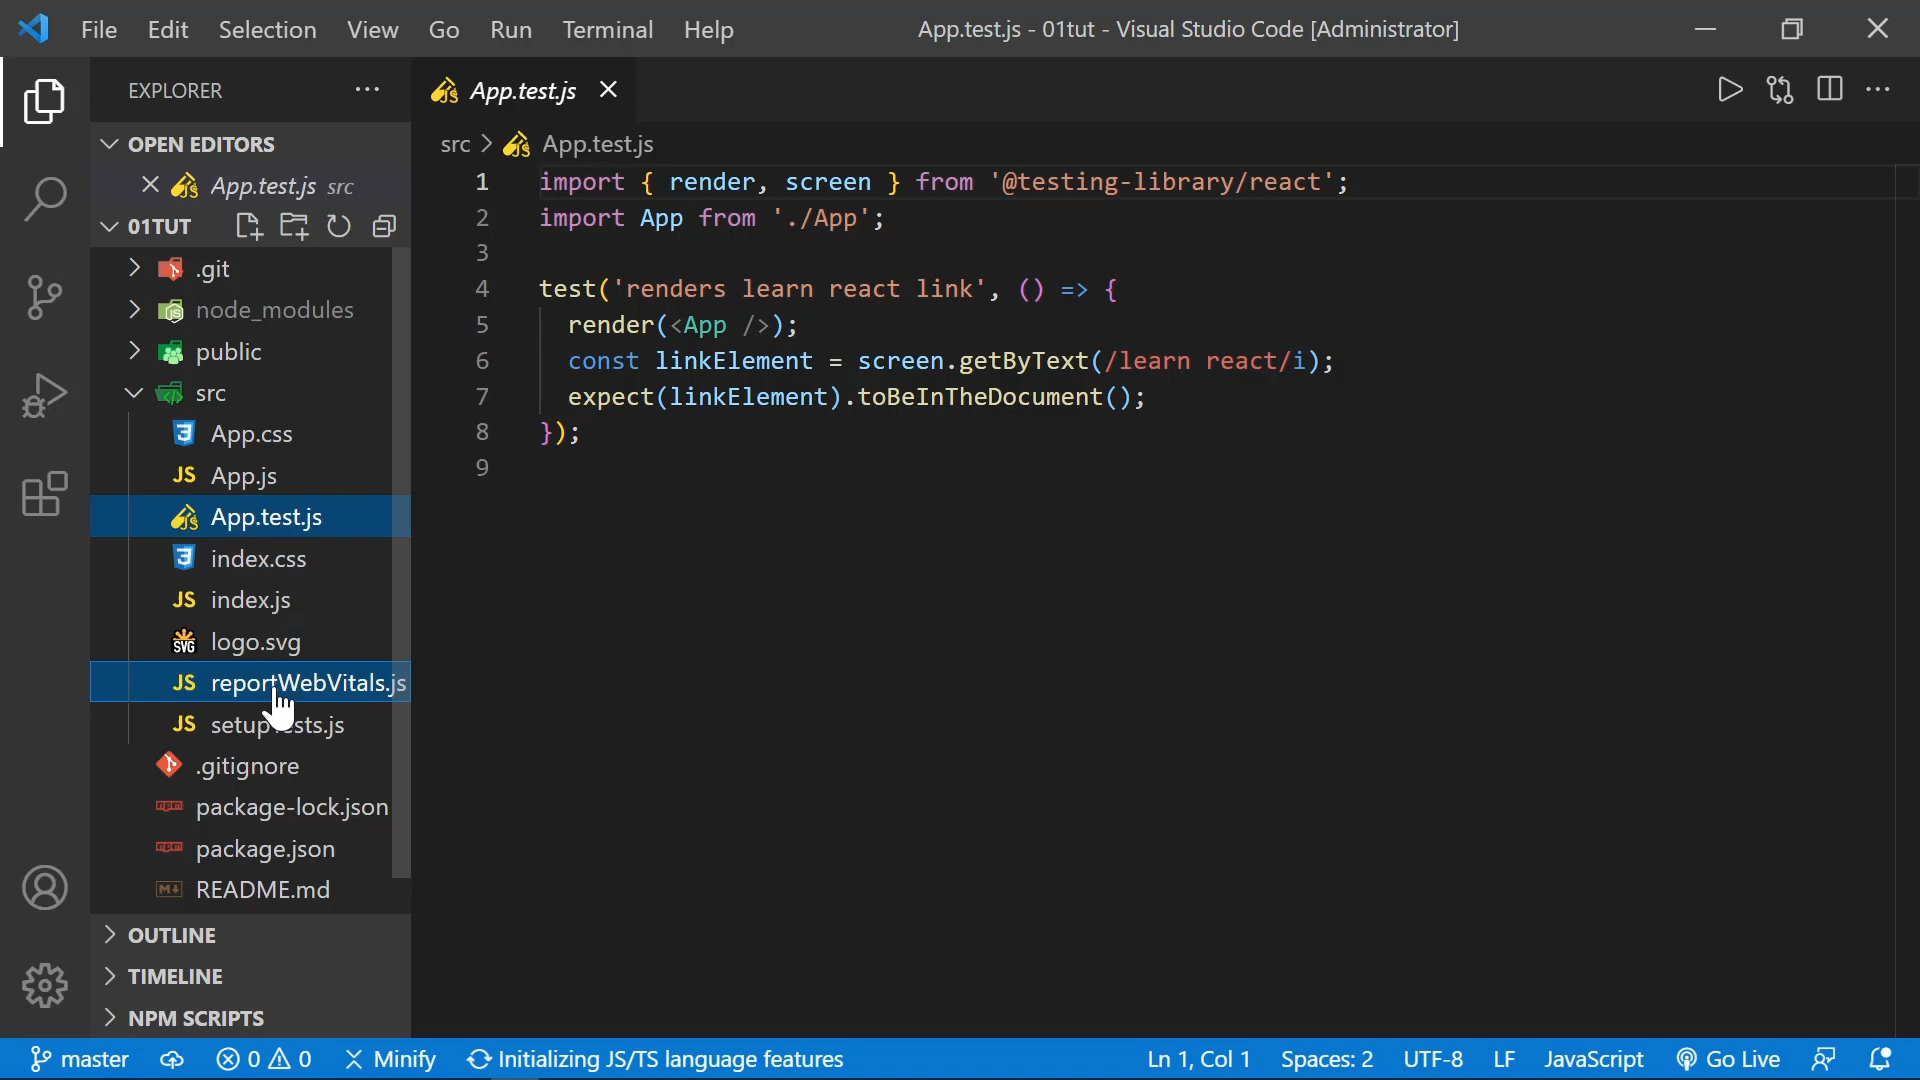 File Edit Selection View Go Run Terminal Help App.test.js - 01tut - Visual Studio Code [Administrator]
EXPLORER
OPEN EDITORS
App.test.js src
01TUT
.git
node_modules
public
src
App.css
App.js
App.test.js
index.css
index.js
logo.svg
reportWebVitals.js
.gitignore
package-lock.json
package.json
README.md
OUTLINE
TIMELINE
NPM SCRIPTS
App.test.js
src > App.test.js
1 import { render, screen } from '@testing-library/react';
2 import App from './App';
3
4 test('renders learn react link', () => {
5 render(<App />);
6 const linkElement = screen.getByText(/learn react/i);
7 expect(linkElement).toBeInTheDocument();
8 });
9
master 0 0 Minify Initializing JS/TS language features Ln 1, Col 1 Spaces: 2 UTF-8 LF JavaScript Go Live